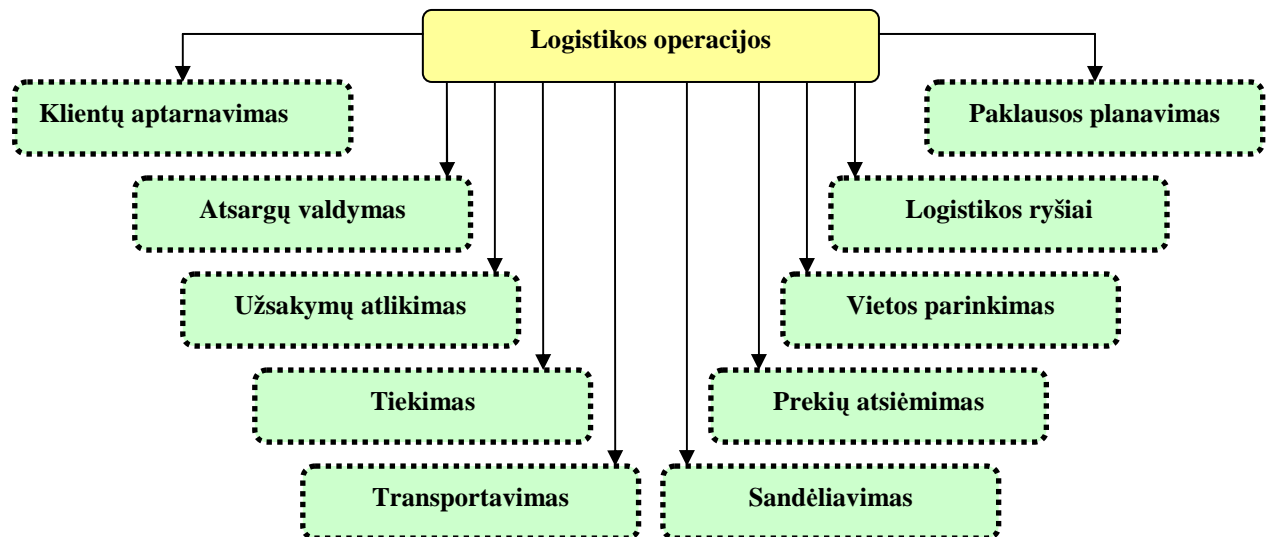 Logistikos operacijos
Klientų aptarnavimas
Paklausos planavimas
Atsargų valdymas
Logistikos ryšiai
Užsakymų atlikimas
Vietos parinkimas
Tiekimas
Prekių atsiėmimas
Transportavimas
Sandėliavimas